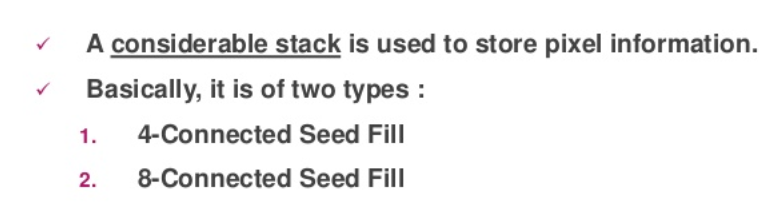 ✓ A considerable stack is used to store pixel information.
✓ Basically, it is of two types :
1. 4-Connected Seed Fill
2. 8-Connected Seed Fill